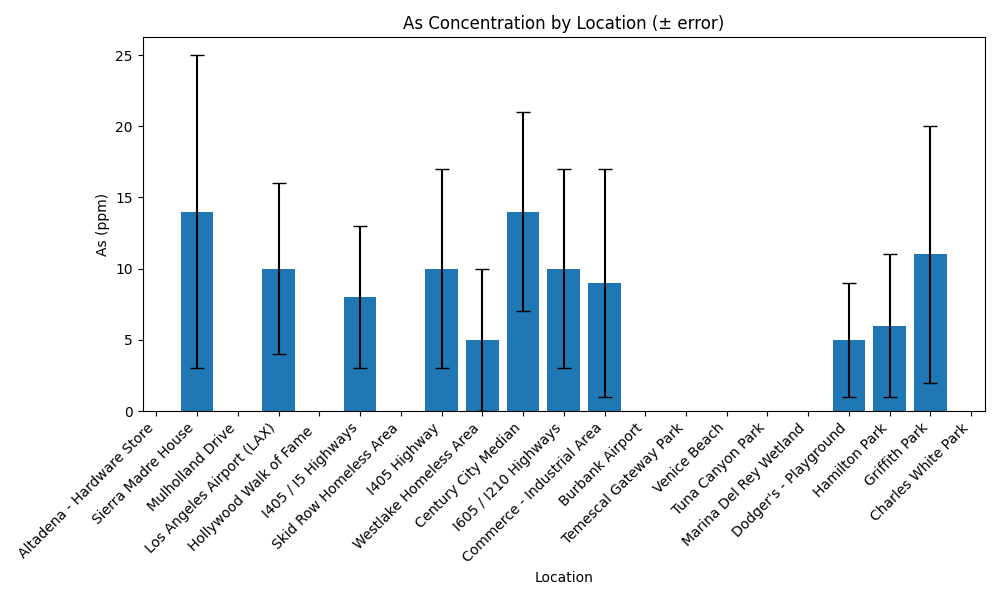 As Concentration by Location (± error)
As (ppm)
25
20
15
10
5
0
Altadena - Hardware Store
Sierra Madre House
Mulholland Drive
Los Angeles Airport (LAX)
Hollywood Walk of Fame
I405 / I5 Highways
Skid Row Homeless Area
I405 Highway
Westlake Homeless Area
Century City Median
I605 / I210 Highways
Commerce - Industrial Area
Burbank Airport
Temescal Gateway Park
Venice Beach
Tuna Canyon Park
Marina Del Rey Wetland
Dodger's - Playground
Hamilton Park
Griffith Park
Charles White Park
Location